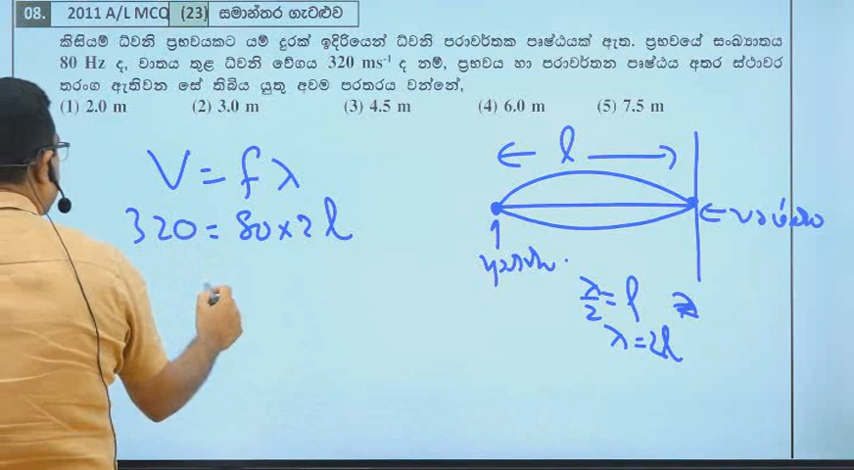 08. 2011 A/L MCQ (23) සමාන්තර ගැටළුව
කිසියම් ධ්වනි ප්‍රභවයකට යම් දුරක් ඉදිරියෙන් ධ්වනි පරාවර්තක පෘෂ්ඨයක් ඇත. ප්‍රභවයේ සංඛ්‍යාතය
80 Hz ද, වාතය තුළ ධ්වනි වේගය 320 ms⁻¹ ද නම්, ප්‍රභවය හා පරාවර්තන පෘෂ්ඨය අතර ස්ථාවර
තරංග ඇතිවන සේ තිබිය යුතු අවම පරතරය වන්නේ,
(1) 2.0 m (2) 3.0 m (3) 4.5 m (4) 6.0 m (5) 7.5 m
V = fλ
320 = 80 × 2l
l
λ/2 = l
λ = 2l